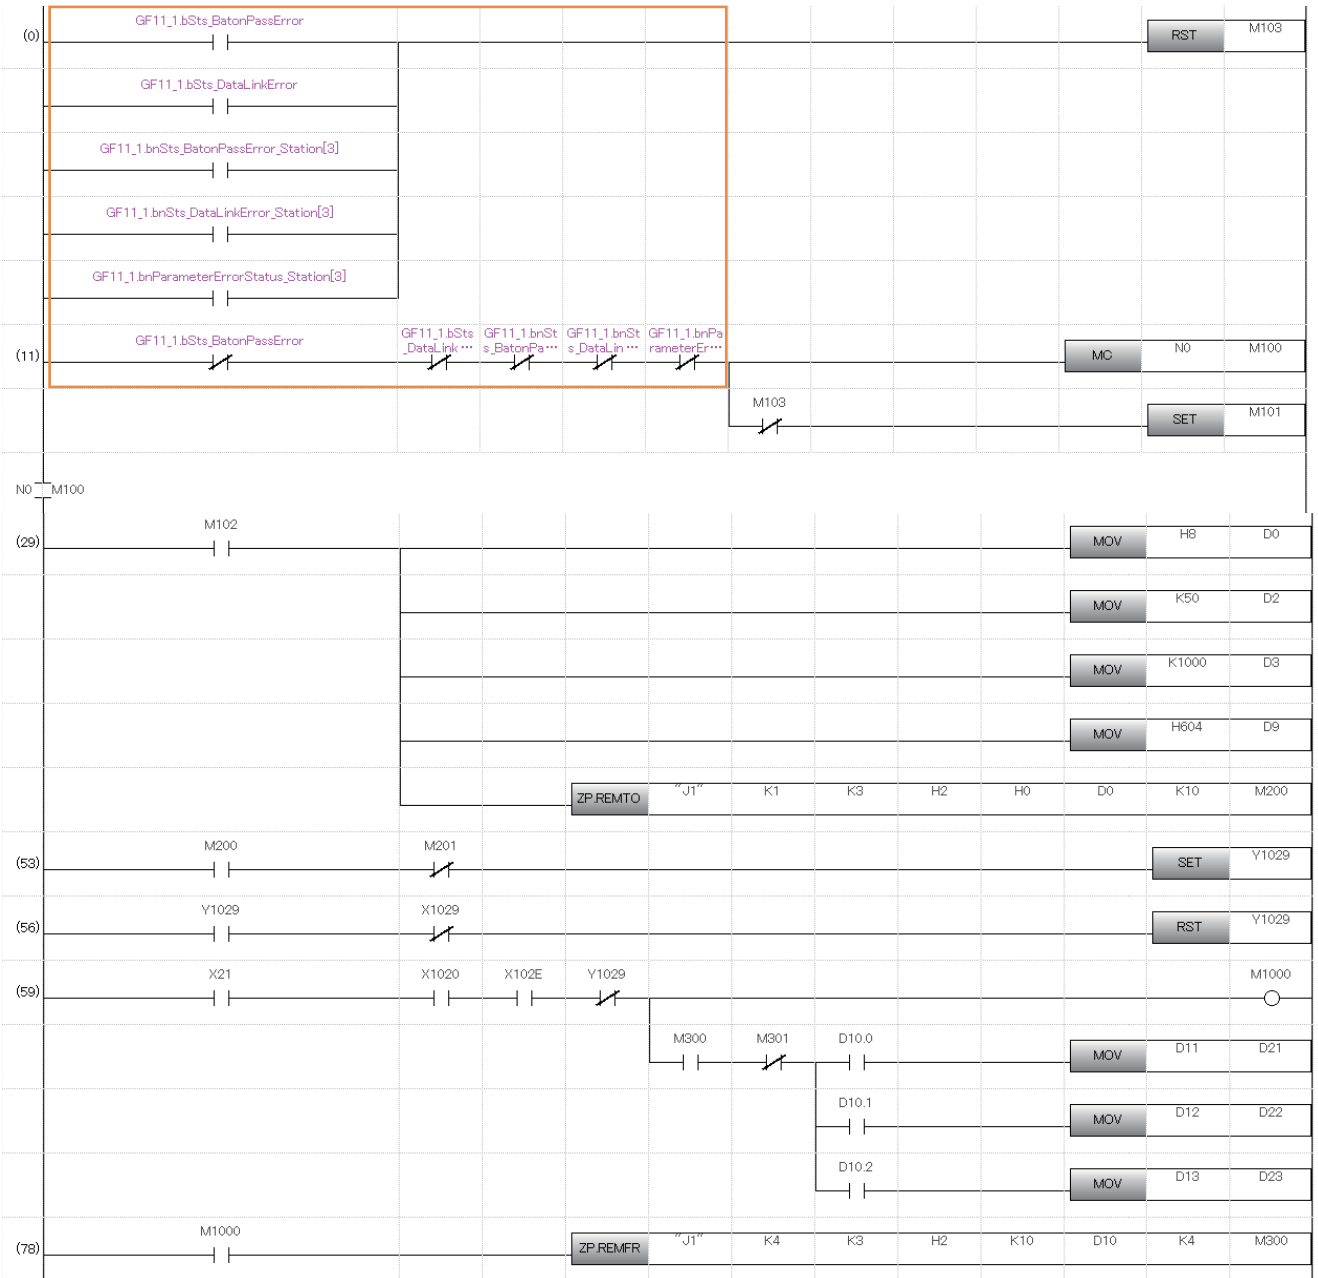 GF11_1.bSts_BatonPassError
(0) RST M103
GF11_1.bSts_DataLinkError
GF11_1.bnSts_BatonPassError_Station[3]
GF11_1.bnSts_DataLinkError_Station[3]
GF11_1.bnParameterErrorStatus_Station[3]
GF11_1.bSts_BatonPassError GF11_1.bSts_DataLink… GF11_1.bnSts_BatonPa… GF11_1.bnSts_DataLin… GF11_1.bnParameterEr…
(11) MC N0 M100
M103
SET M101
N0 M100
M102
(29) MOV H8 D0
MOV K50 D2
MOV K1000 D3
MOV H604 D9
ZP.REMTO "J1" K1 K3 H2 H0 D0 K10 M200
M200 M201
(53) SET Y1029
Y1029 X1029
(56) RST Y1029
X21 X1020 X102E Y1029 M1000
(59)
M300 M301 D10.0
MOV D11 D21
D10.1
MOV D12 D22
D10.2
MOV D13 D23
M1000
(78) ZP.REMFR "J1" K4 K3 H2 K10 D10 K4 M300